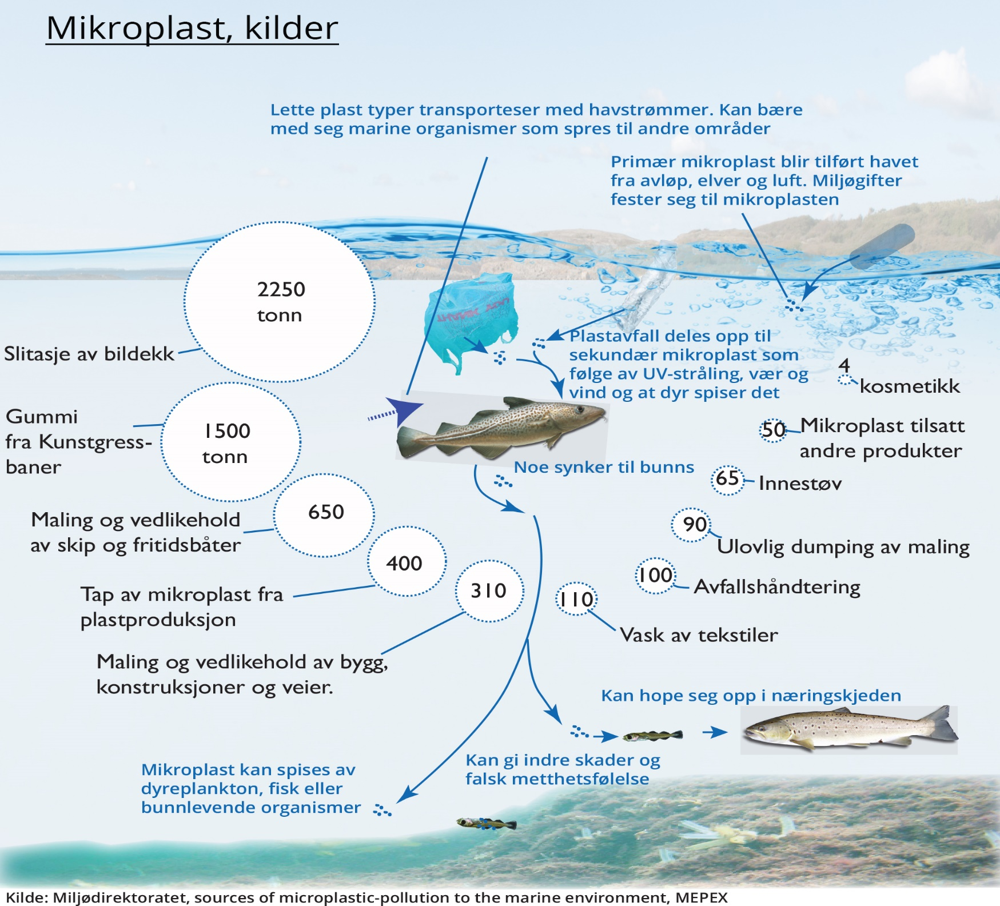 Mikroplast, kilder
Lette plast typer transporteser med havstrømmer. Kan bære
med seg marine organismer som spres til andre områder
Primær mikroplast blir tilført havet
fra avløp, elver og luft. Miljøgifter
fester seg til mikroplasten
2250
tonn
Slitasje av bildekk
THANK YOU
Plastavfall deles opp til
sekundær mikroplast som
følge av UV-stråling, vær og
vind og at dyr spiser det
4
kosmetikk
Gummi
fra Kunstgress-
baner
1500
tonn
50
Mikroplast tilsatt
andre produkter
Noe synker til bunns
65
Innestøv
Maling og vedlikehold
av skip og fritidsbåter
650
90
Ulovlig dumping av maling
400
Tap av mikroplast fra
plastproduksjon
310
110
100
Avfallshåndtering
Vask av tekstiler
Maling og vedlikehold av bygg,
konstruksjoner og veier.
Kan hope seg opp i næringskjeden
Kan gi indre skader og
falsk metthetsfølelse
Mikroplast kan spises av
dyreplankton, fisk eller
bunnlevende organismer
Kilde: Miljødirektoratet, sources of microplastic-pollution to the marine environment, MEPEX